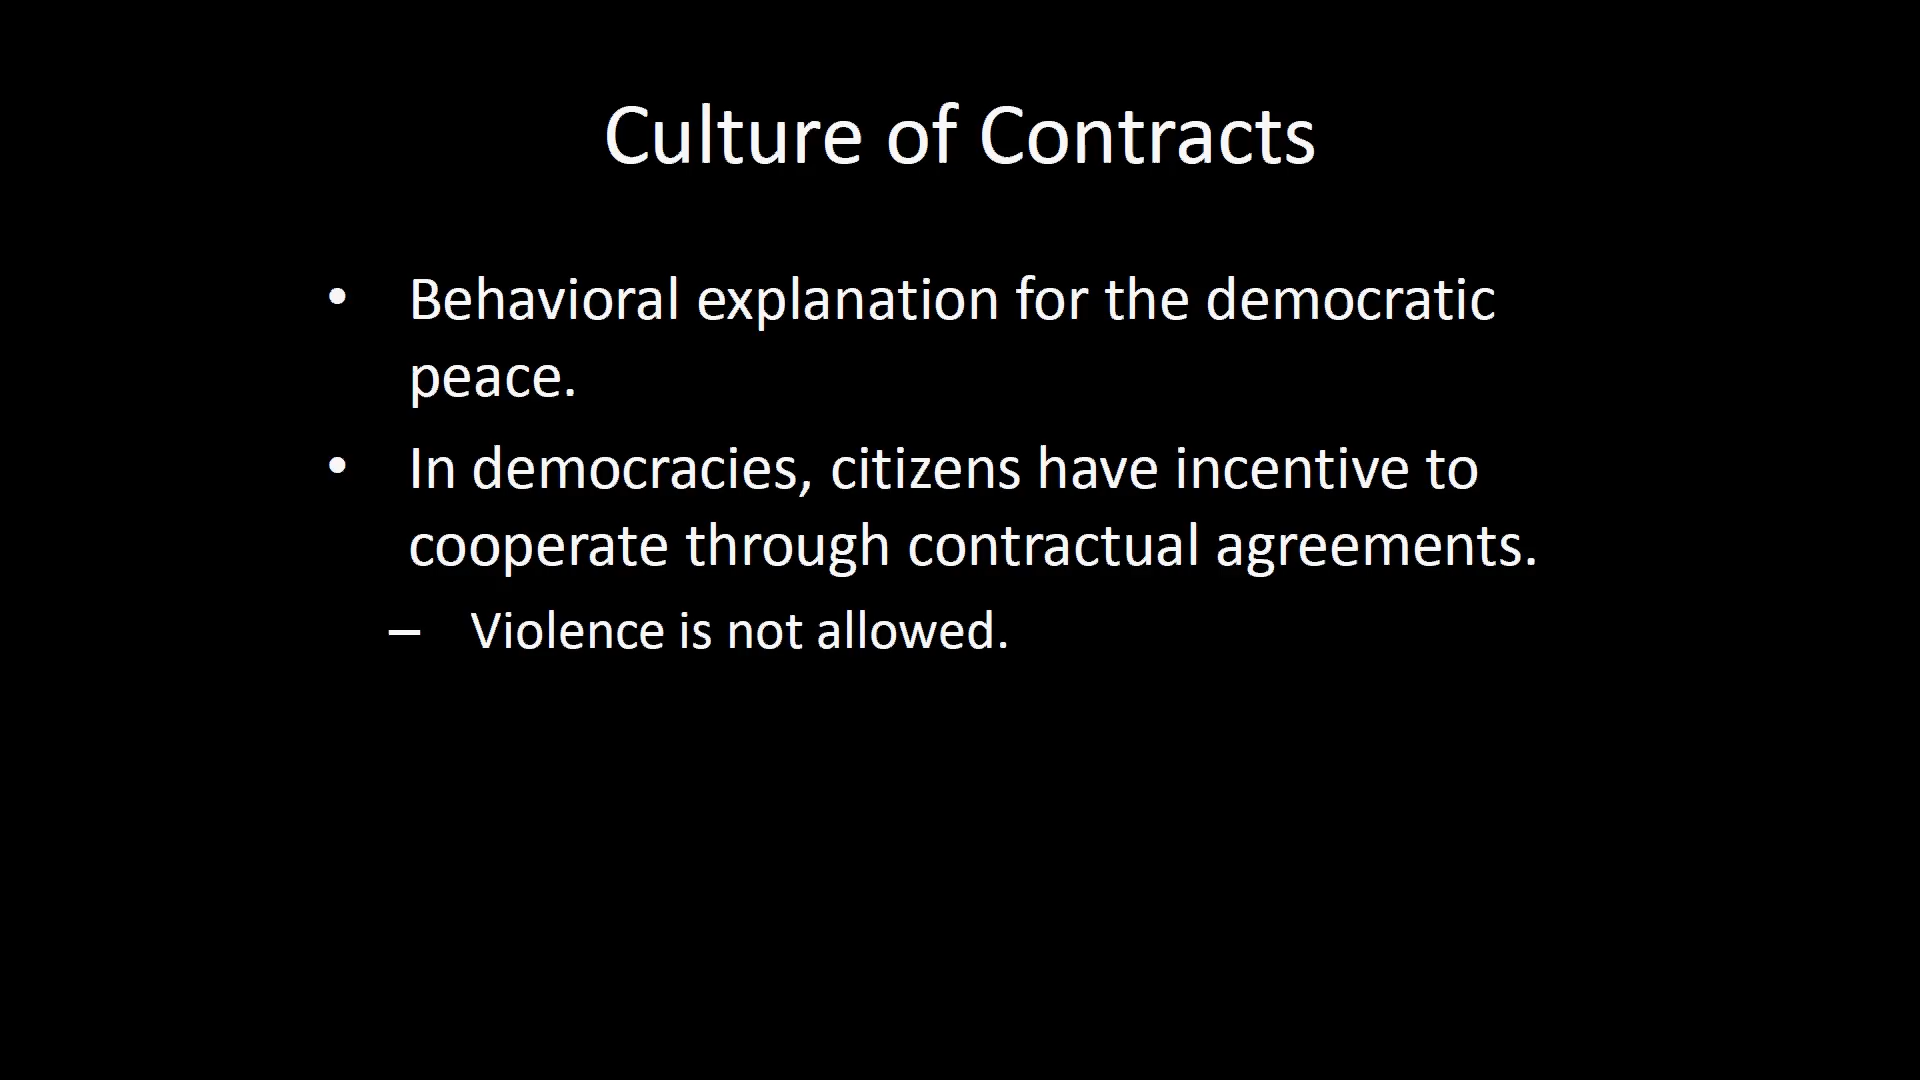 Culture of Contracts
• Behavioral explanation for the democratic
peace.
• In democracies, citizens have incentive to
cooperate through contractual agreements.
– Violence is not allowed.